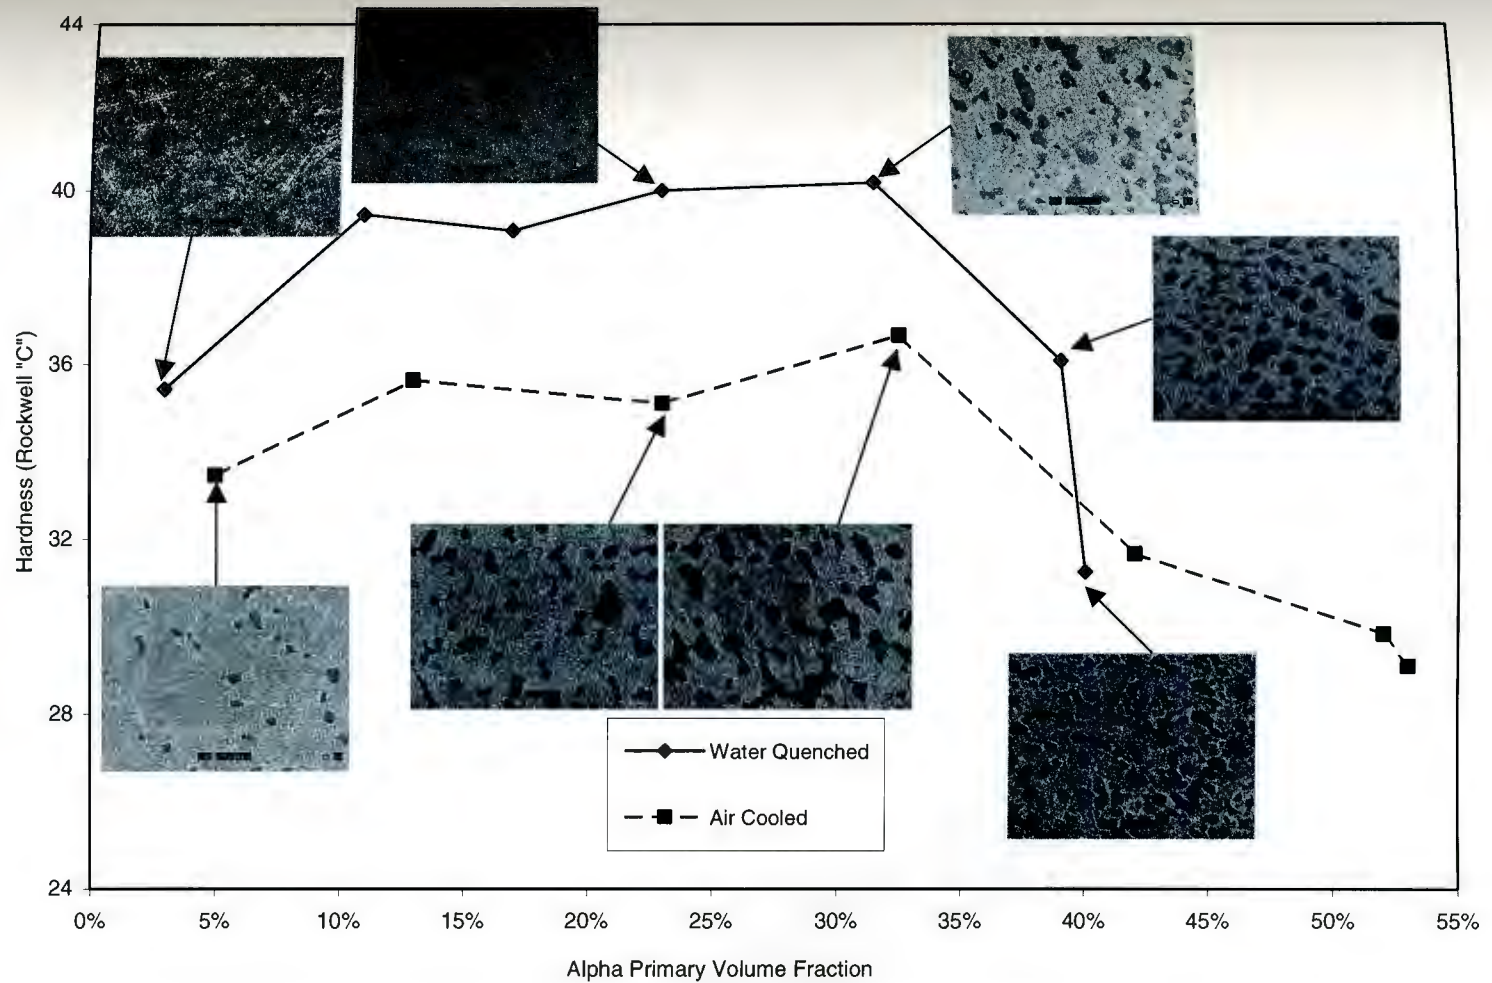 44
40
36
32
28
24
Hardness (Rockwell "C")
Water Quenched
Air Cooled
0% 5% 10% 15% 20% 25% 30% 35% 40% 45% 50% 55%
Alpha Primary Volume Fraction